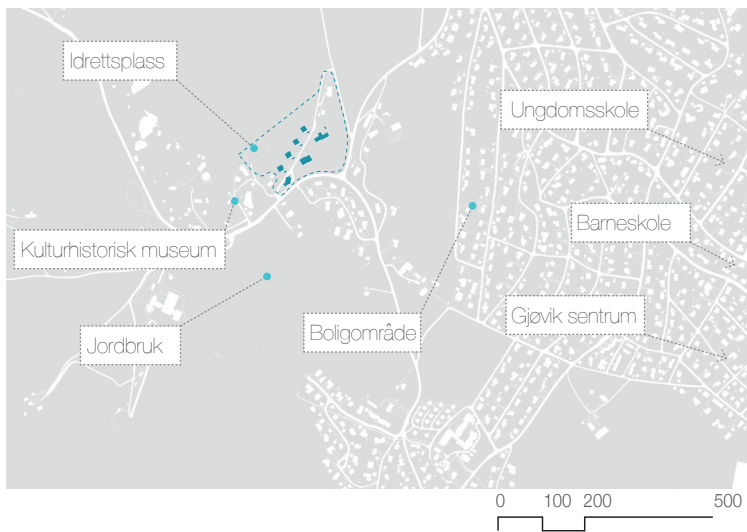 Idrettsplass
Ungdomsskole
Barneskole
Kulturhistorisk museum
Gjøvik sentrum
Boligområde
Jordbruk
0 100 200 500